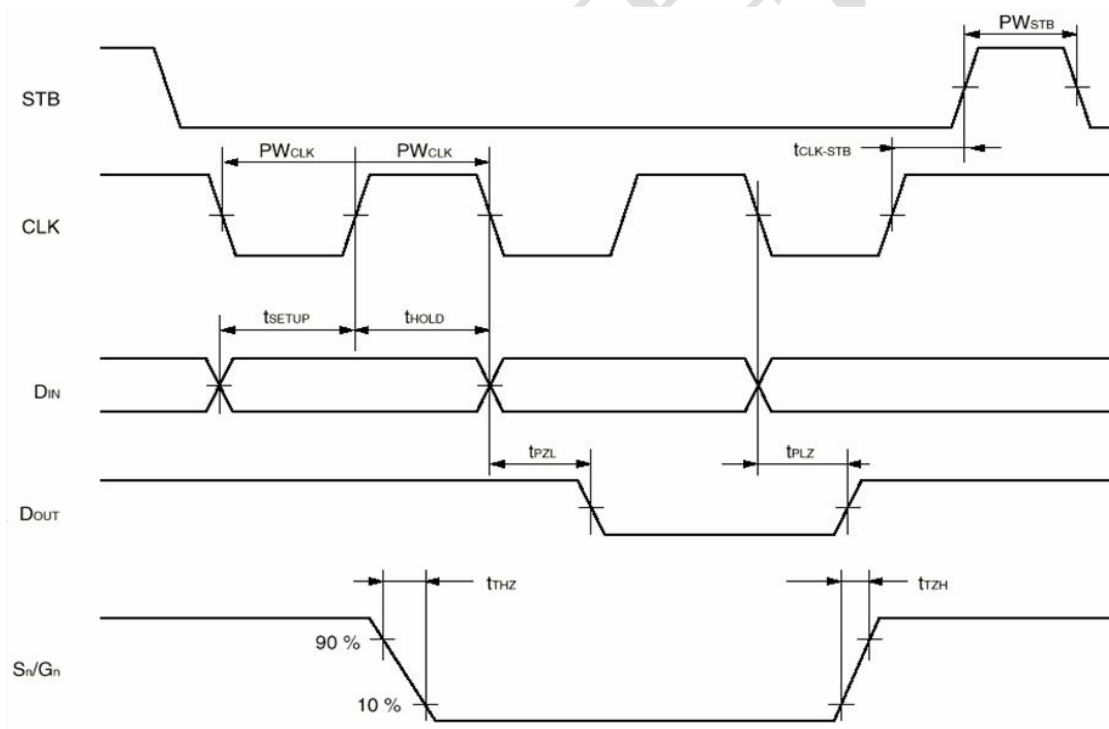 PWSTB
STB
PWCLK PWCLK
tCLK-STB
CLK
tSETUP tHOLD
DIN
tPZL tPLZ
DOUT
tTHZ tTZH
90 %
Sn/Gn
10 %